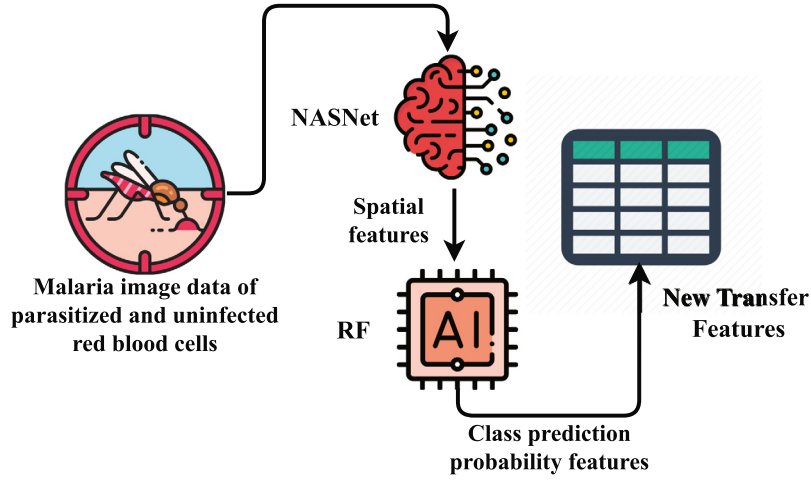 NASNet
Spatial
features
Malaria image data of
parasitized and uninfected
red blood cells
RF
AI
New Transfer
Features
Class prediction
probability features